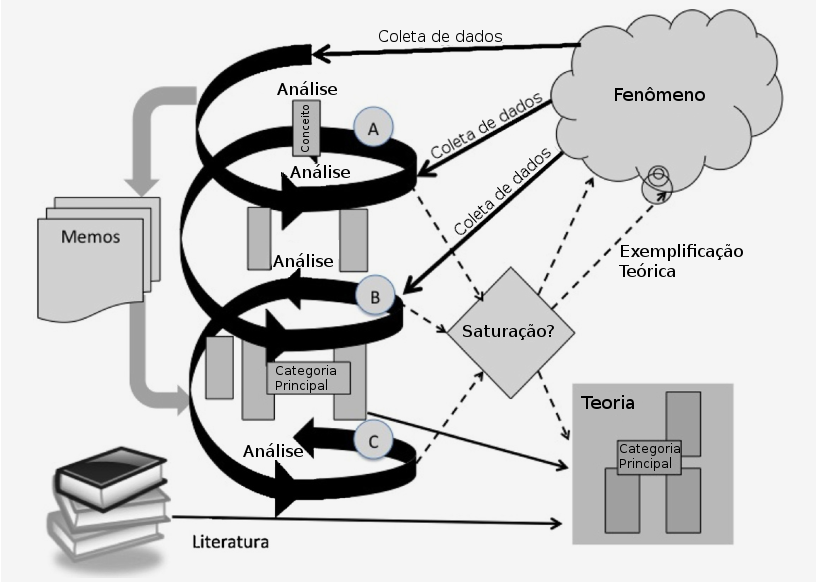 Coleta de dados
Fenômeno
Análise
Conceito
A
Coleta de dados
Análise
Coleta de dados
Memos
Análise
B
Exemplificação
Teórica
Saturação?
Categoria
Principal
Teoria
Análise
C
Categoria
Principal
Literatura